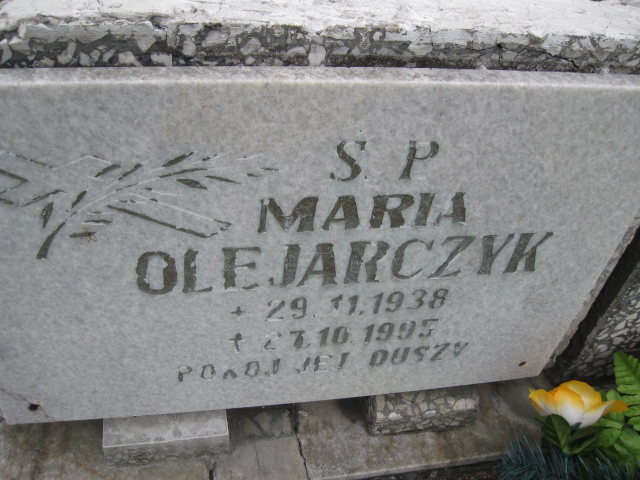 Ś. P
MARIA
OLEJARCZYK
+ 29.11.1938
+ 27.10.1995
POKÓJ JEJ DUSZY